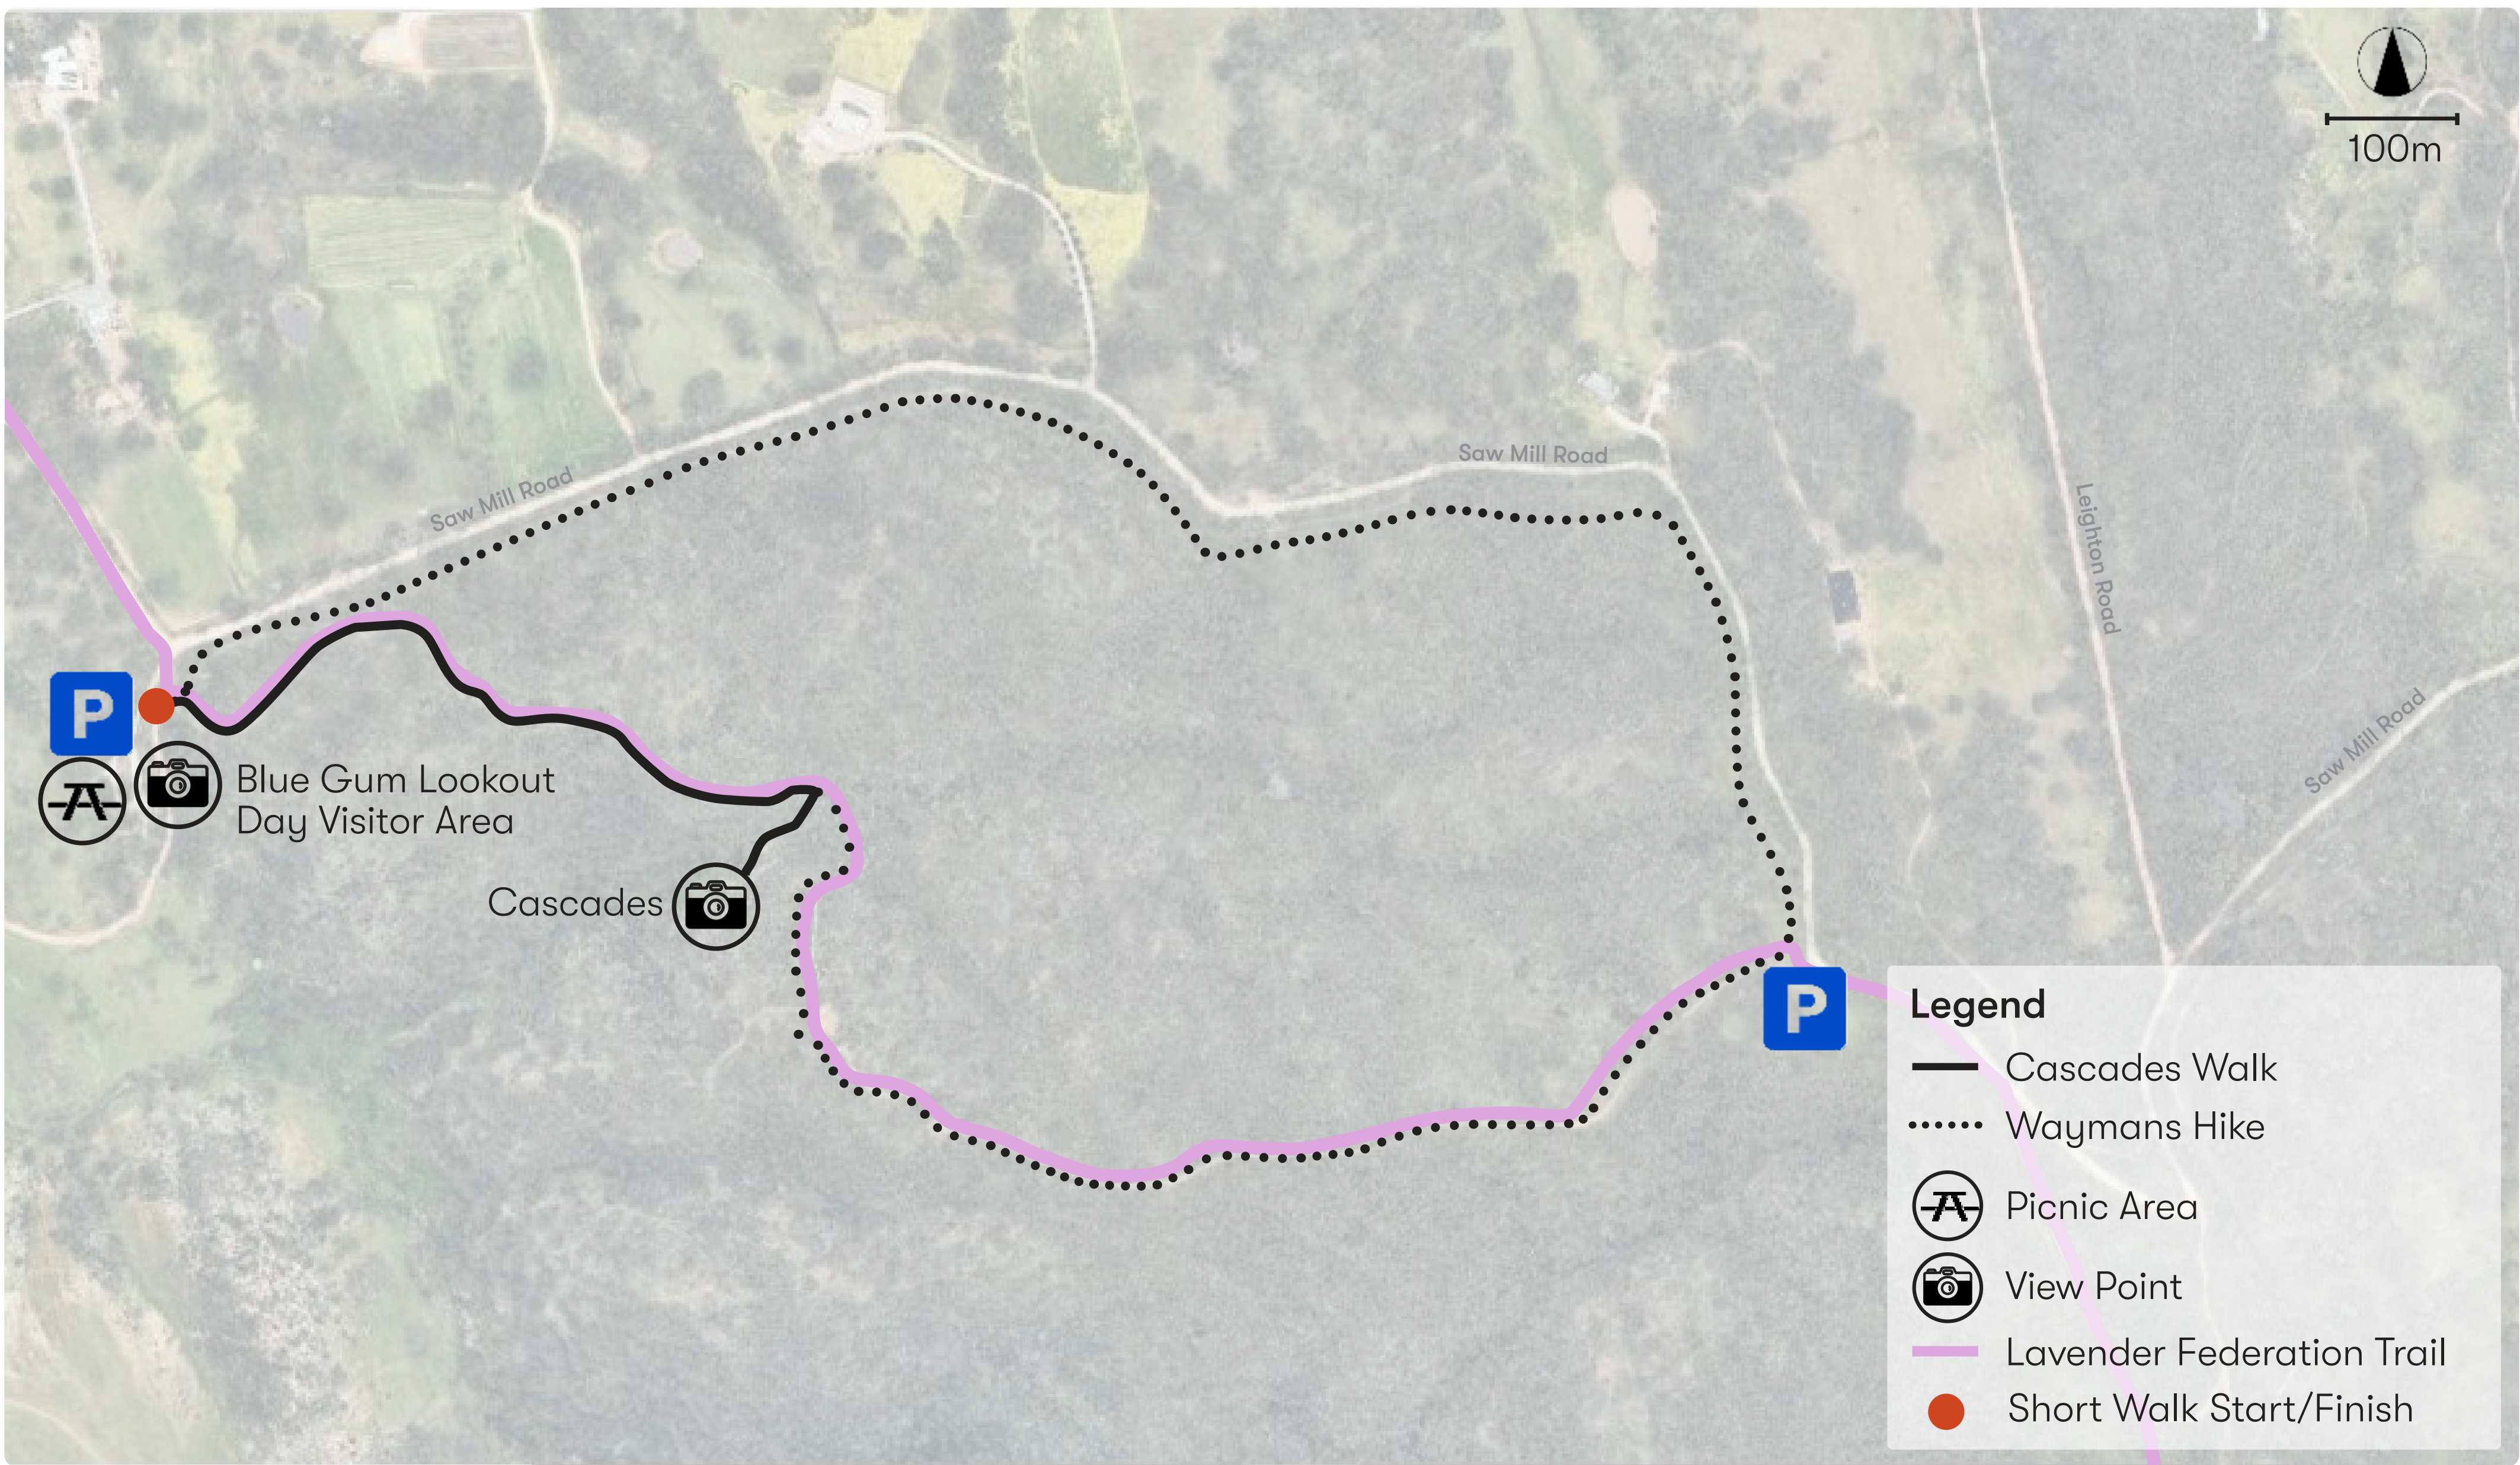 100m
Saw Mill Road
Saw Mill Road
Leighton Road
Saw Mill Road
P
Blue Gum Lookout
Day Visitor Area
Cascades
P
Legend
Cascades Walk
Waymans Hike
Picnic Area
View Point
Lavender Federation Trail
Short Walk Start/Finish